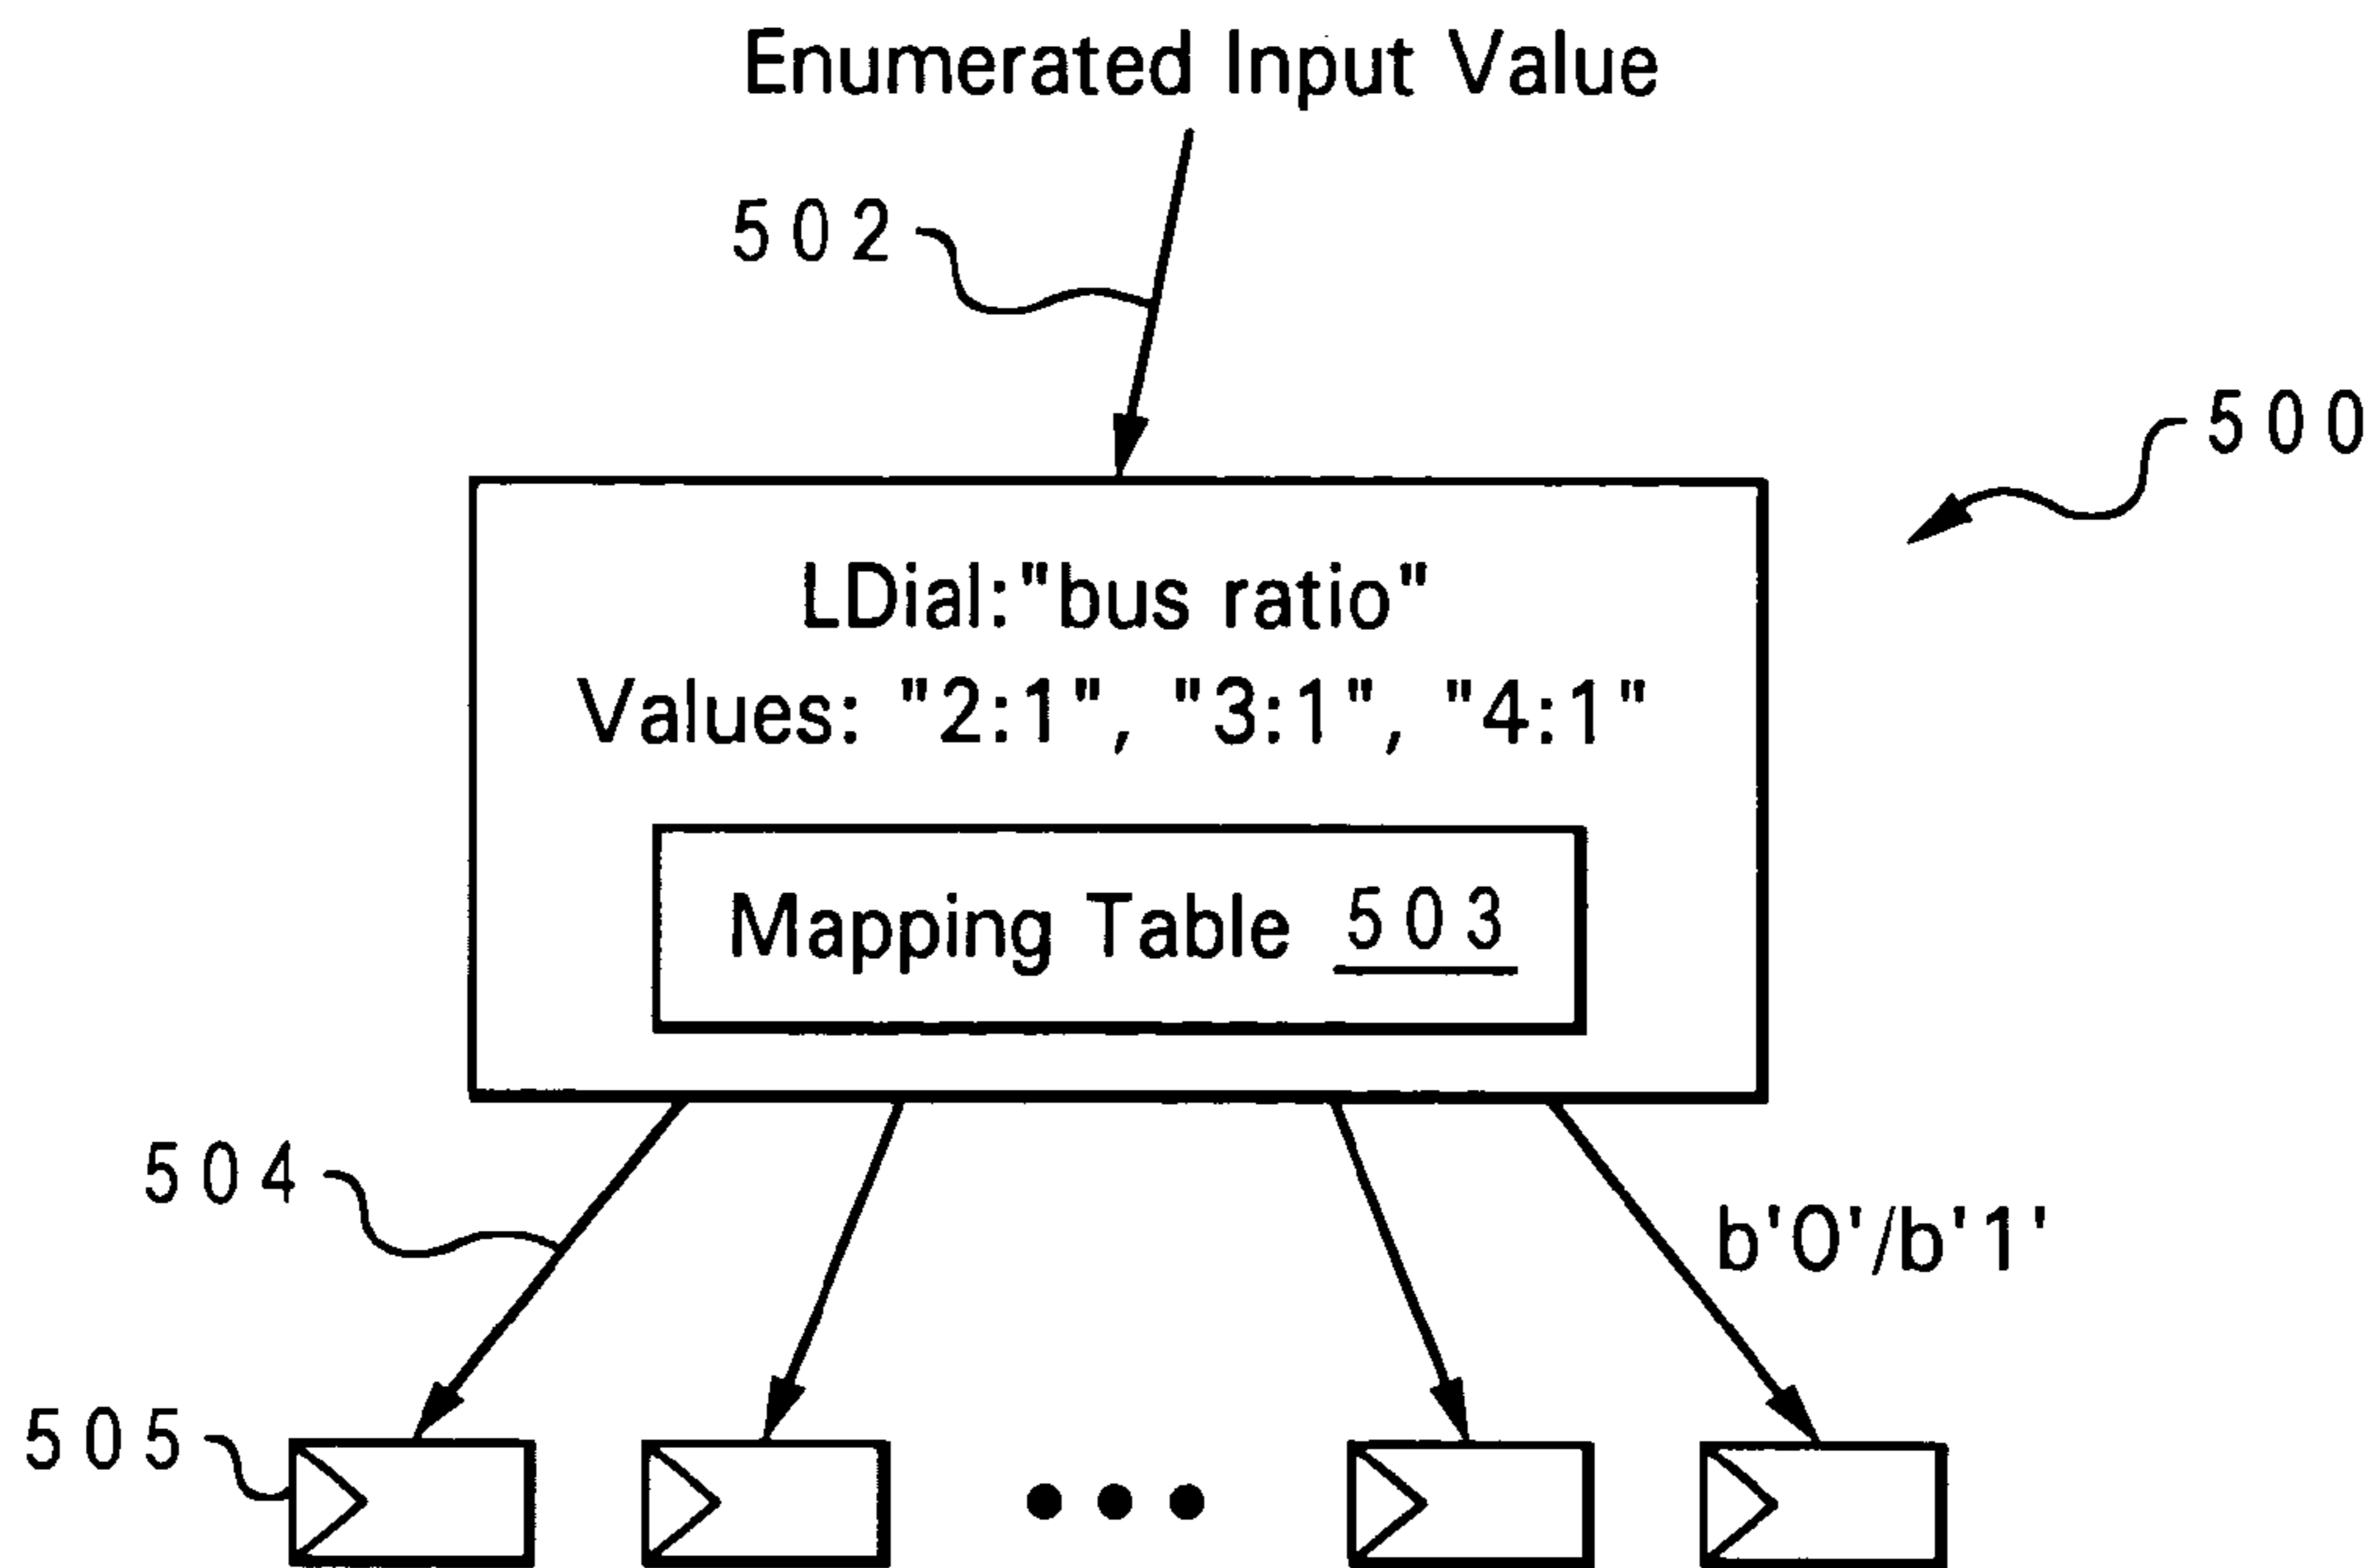 Enumerated Input Value
502
500
LDial:"bus ratio"
Values: "2:1", "3:1", "4:1"
Mapping Table 503
504
b'0'/b'1'
505